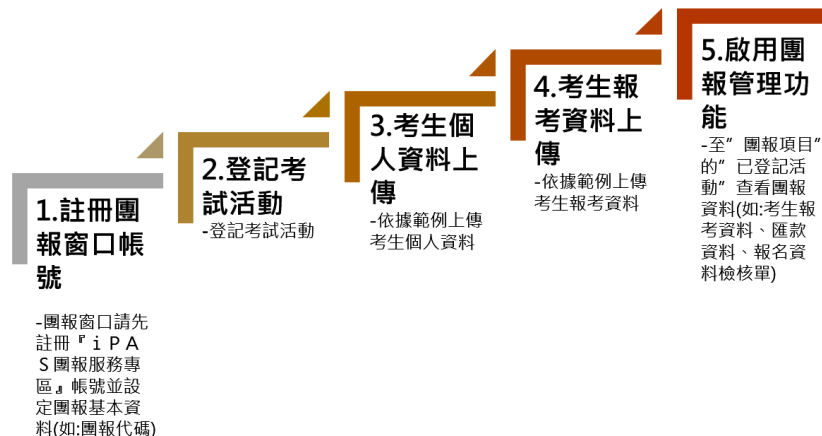 1.註冊團
報窗口帳
號
-團報窗口請先
註冊『ｉＰＡ
Ｓ團報服務專
區』帳號並設
定團報基本資
料(如:團報代碼)
2.登記考
試活動
-登記考試活動
3.考生個
人資料上
傳
-依據範例上傳
考生個人資料
4.考生報
考資料上
傳
-依據範例上傳
考生報考資料
5.啟用團
報管理功
能
-至”團報項目”
的”已登記活
動”查看團報
資料(如:考生報
考資料、匯款
資料、報名資
料檢核單)